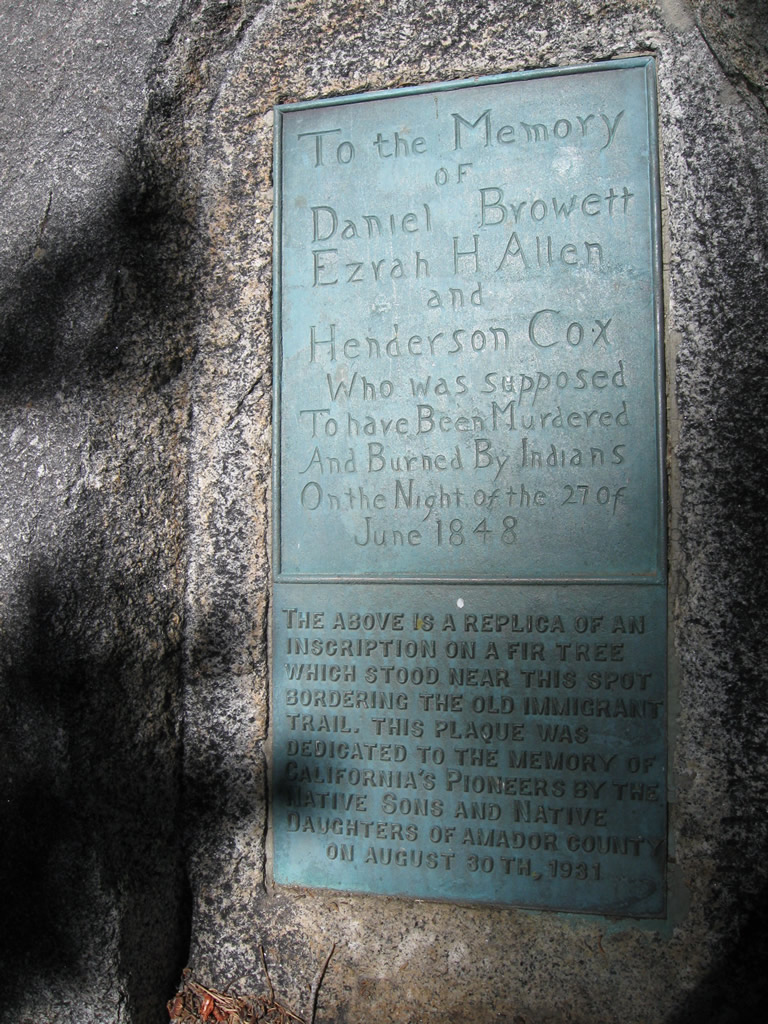 To the Memory
OF
Daniel Browett
Ezrah H Allen
and
Henderson Cox
Who was supposed
To have Been Murdered
And Burned By Indians
On the Night of the 27 of
June 1848
THE ABOVE IS A REPLICA OF AN
INSCRIPTION ON A FIR TREE
WHICH STOOD NEAR THIS SPOT
BORDERING THE OLD IMMIGRANT
TRAIL. THIS PLAQUE WAS
DEDICATED TO THE MEMORY OF
CALIFORNIA'S PIONEERS BY THE
NATIVE SONS AND NATIVE
DAUGHTERS OF AMADOR COUNTY
ON AUGUST 30TH, 1931